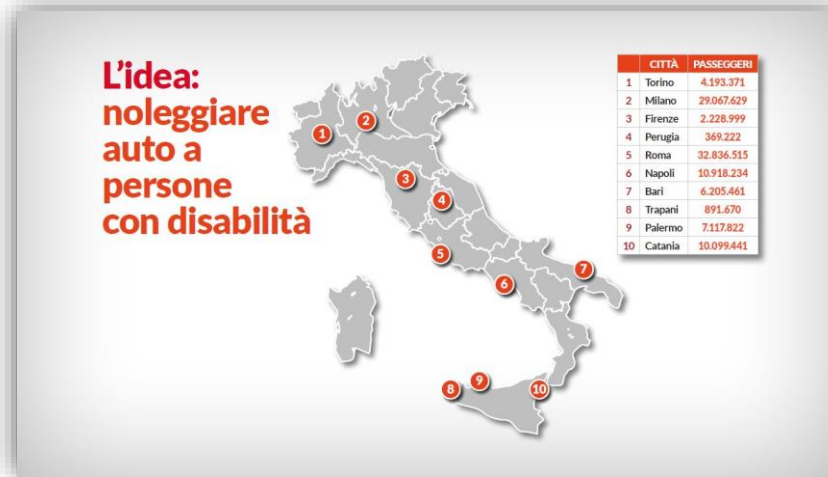 L'idea:
noleggiare
auto a
persone
con disabilità
CITTÀ PASSEGGERI
1 Torino 4.193.371
2 Milano 29.067.629
3 Firenze 2.228.999
4 Perugia 369.222
5 Roma 32.836.515
6 Napoli 10.918.234
7 Bari 6.205.461
8 Trapani 891.670
9 Palermo 7.117.822
10 Catania 10.099.441
1
2
3
4
5
6
7
8
9
10